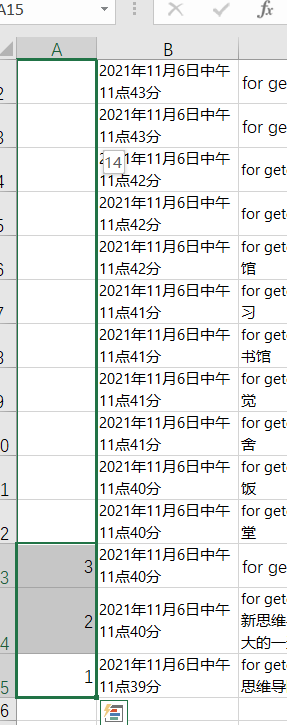 A15
fx
A
B
2
2021年11月6日中午
11点43分
for ge
3
2021年11月6日中午
11点43分
for ge
14
4
2021年11月6日中午
11点42分
for get
5
2021年11月6日中午
11点42分
for get
6
2021年11月6日中午
11点42分
for get
馆
7
2021年11月6日中午
11点41分
for get
习
8
2021年11月6日中午
11点41分
for get
书馆
9
2021年11月6日中午
11点41分
for get
觉
0
2021年11月6日中午
11点41分
for get
舍
1
2021年11月6日中午
11点40分
for get
饭
2
2021年11月6日中午
11点40分
for get
堂
3
3
2021年11月6日中午
11点40分
for ge
4
2
2021年11月6日中午
11点40分
for get
新思维
大的一
5
1
2021年11月6日中午
11点39分
for get
思维导
6